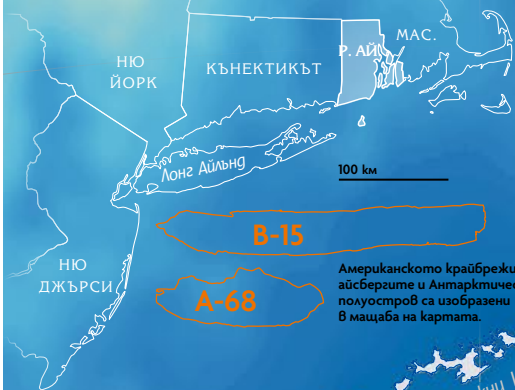 НЮ
ЙОРК
КЪНЕКТИКЪТ
Р. АЙ.
МАС.
Лонг Айлънд
100 км
B-15
НЮ
ДЖЪРСИ
A-68
Американското крайбрежи
айсбергите и Антарктичес
полуостров са изобразени
в мащаба на картата.